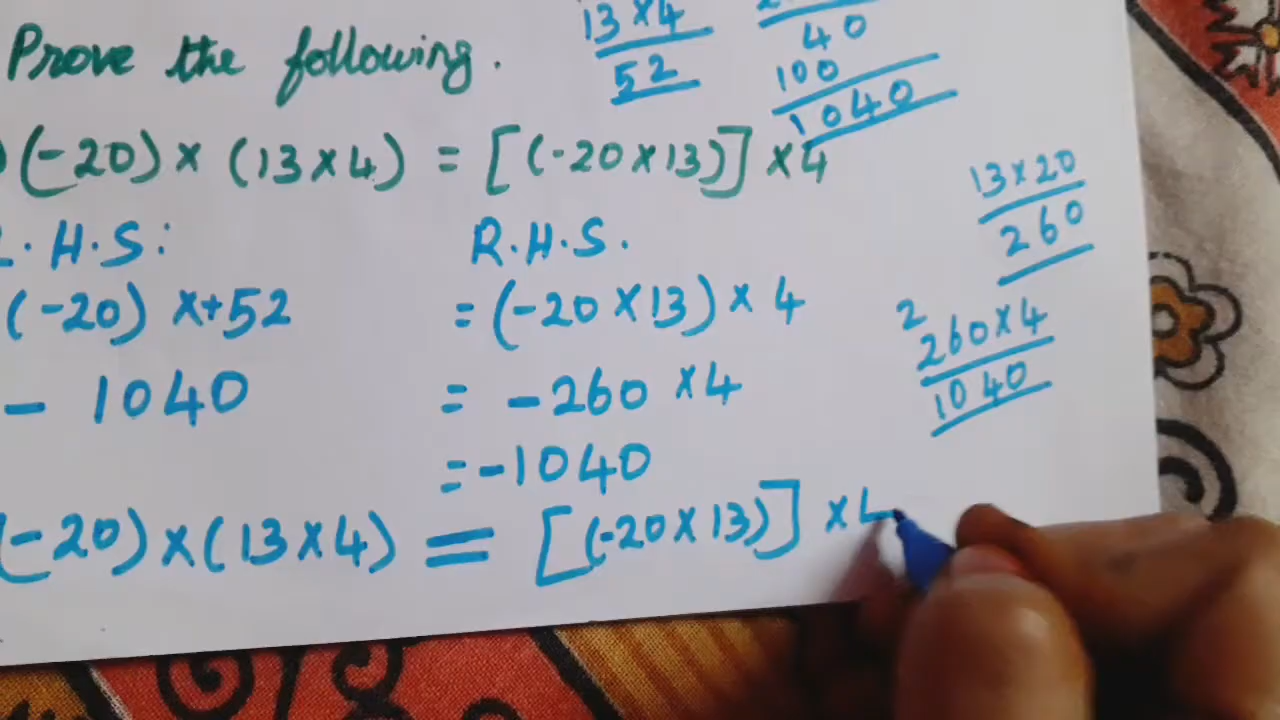 Prove the following.
) (-20) × (13 × 4) = [(-20 × 13)] × 4
L.H.S:
(-20) × +52
- 1040
R.H.S.
= (-20 × 13) × 4
= -260 × 4
= -1040
(-20) × (13 × 4) = [(-20 × 13)] × 4
13 × 4
52
40
100
1040
13 × 20
260
2
260 × 4
1040